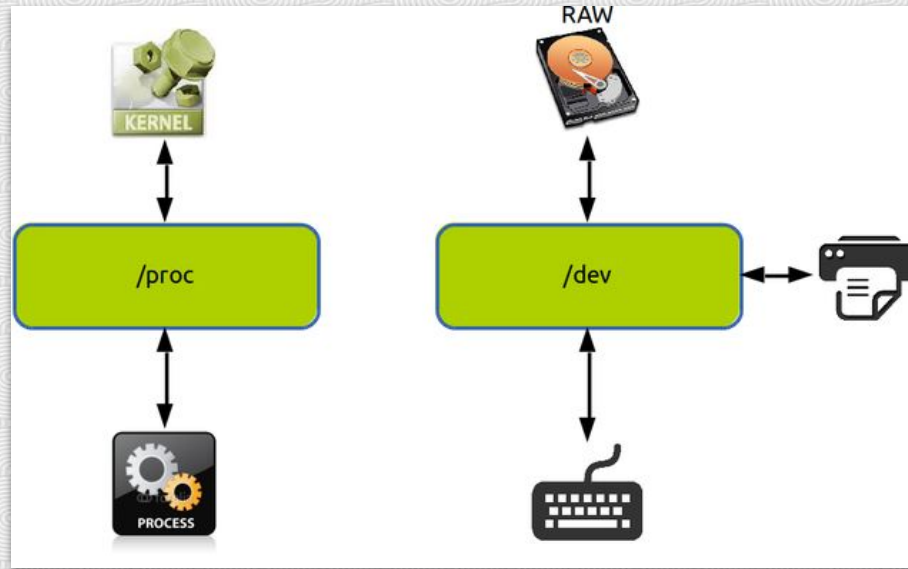 RAW
KERNEL
/proc
/dev
PROCESS